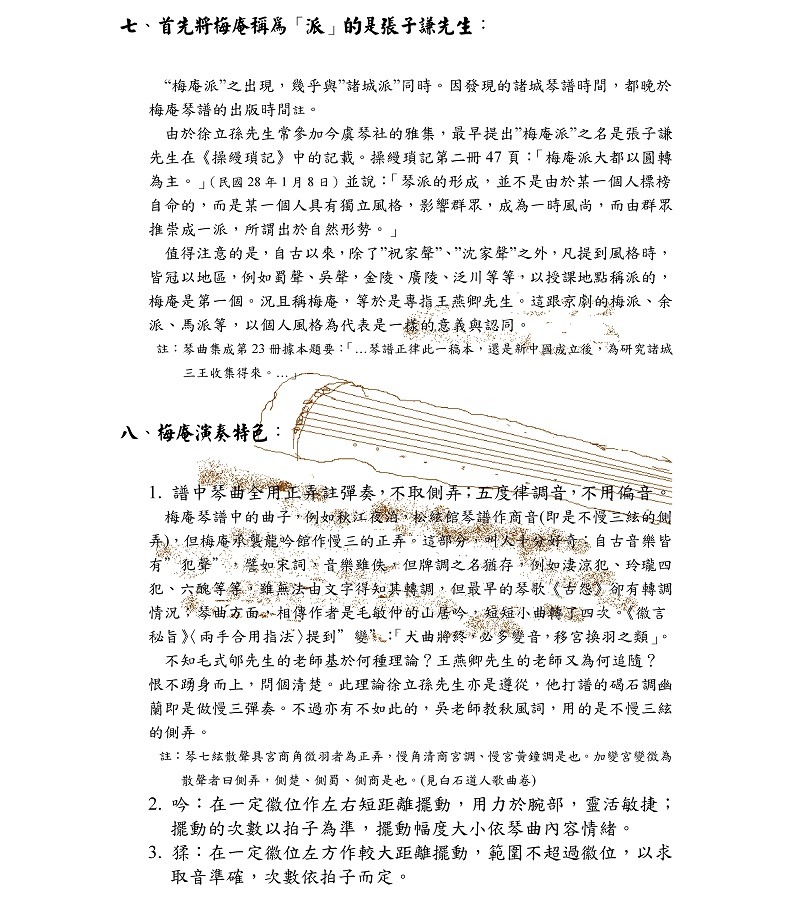 七、首先將梅庵稱為「派」的是張子謙先生：
“梅庵派”之出現，幾乎與”諸城派”同時。因發現的諸城琴譜時間，都晚於
梅庵琴譜的出版時間註。
由於徐立孫先生常參加今虞琴社的雅集，最早提出”梅庵派”之名是張子謙
先生在《操縵瑣記》中的記載。操縵瑣記第二冊 47 頁：「梅庵派大都以圓轉
為主。」（民國 28 年 1 月 8 日）並說：「琴派的形成，並不是由於某一個人標榜
自命的，而是某一個人具有獨立風格，影響群眾，成為一時風尚，而由群眾
推崇成一派，所謂出於自然形勢。」
值得注意的是，自古以來，除了”祝家聲”、”沈家聲”之外，凡提到風格時，
皆冠以地區，例如蜀聲、吳聲，金陵、廣陵、泛川等等，以授課地點稱派的，
梅庵是第一個。況且稱梅庵，等於是專指王燕卿先生。這跟京劇的梅派、余
派、馬派等，以個人風格為代表是一樣的意義與認同。
註：琴曲集成第 23 冊據本題要：「…琴譜正律此一稿本，還是新中國成立後，為研究諸城
三王收集得來。…」
八、梅庵演奏特色：
1. 譜中琴曲全用正弄註彈奏，不取側弄；五度律調音，不用偏音。
梅庵琴譜中的曲子，例如秋江夜泊，松絃館琴譜作商音(即是不慢三絃的側
弄)，但梅庵承襲龍吟館作慢三的正弄。這部分，叫人十分好奇：自古音樂皆
有”犯聲”，譬如宋詞，音樂雖佚，但牌調之名猶存，例如淒涼犯、玲瓏四
犯、六醜等等，雖無法由文字得知其轉調，但最早的琴歌《古怨》卻有轉調
情況；琴曲方面，相傳作者是毛敏仲的山居吟，短短小曲轉了四次。《徽言
秘旨》〈兩手合用指法〉提到”變”：「大曲將終，必多變音，移宮換羽之類」。
不知毛式郇先生的老師基於何種理論？王燕卿先生的老師又為何追隨？
恨不踴身而上，問個清楚。此理論徐立孫先生亦是遵從，他打譜的碣石調幽
蘭即是做慢三彈奏。不過亦有不如此的，吳老師教秋風詞，用的是不慢三絃
的側弄。
註：琴七絃散聲具宮商角徵羽者為正弄，慢角清商宮調、慢宮黃鐘調是也。加變宮變徵為
散聲者曰側弄，側楚、側蜀、側商是也。(見白石道人歌曲卷)
2. 吟：在一定徽位作左右短距離擺動，用力於腕部，靈活敏捷；
擺動的次數以拍子為準，擺動幅度大小依琴曲內容情緒。
3. 猱：在一定徽位左方作較大距離擺動，範圍不超過徽位，以求
取音準確，次數依拍子而定。